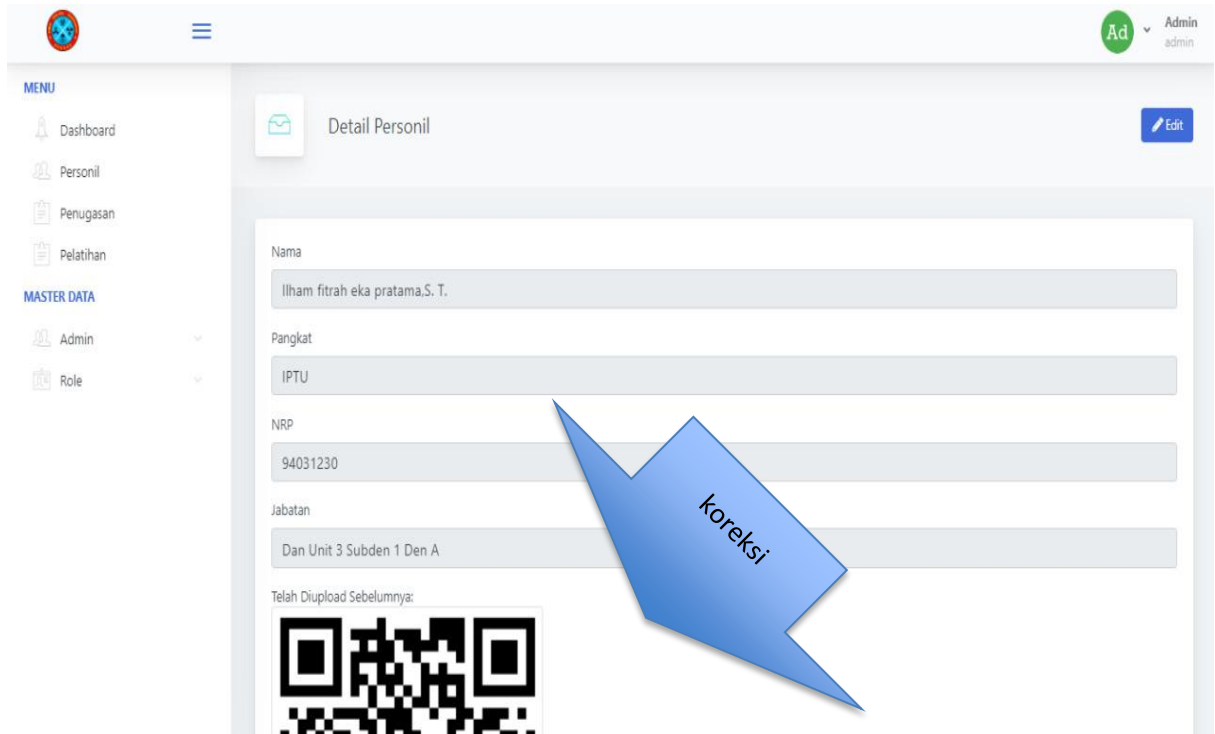 Ad
Admin
admin
MENU
Dashboard
Personil
Penugasan
Pelatihan
MASTER DATA
Admin
Role
Detail Personil
Edit
Nama
Ilham fitrah eka pratama,S. T.
Pangkat
IPTU
NRP
94031230
Jabatan
Dan Unit 3 Subden 1 Den A
Telah Diupload Sebelumnya:
koreksi